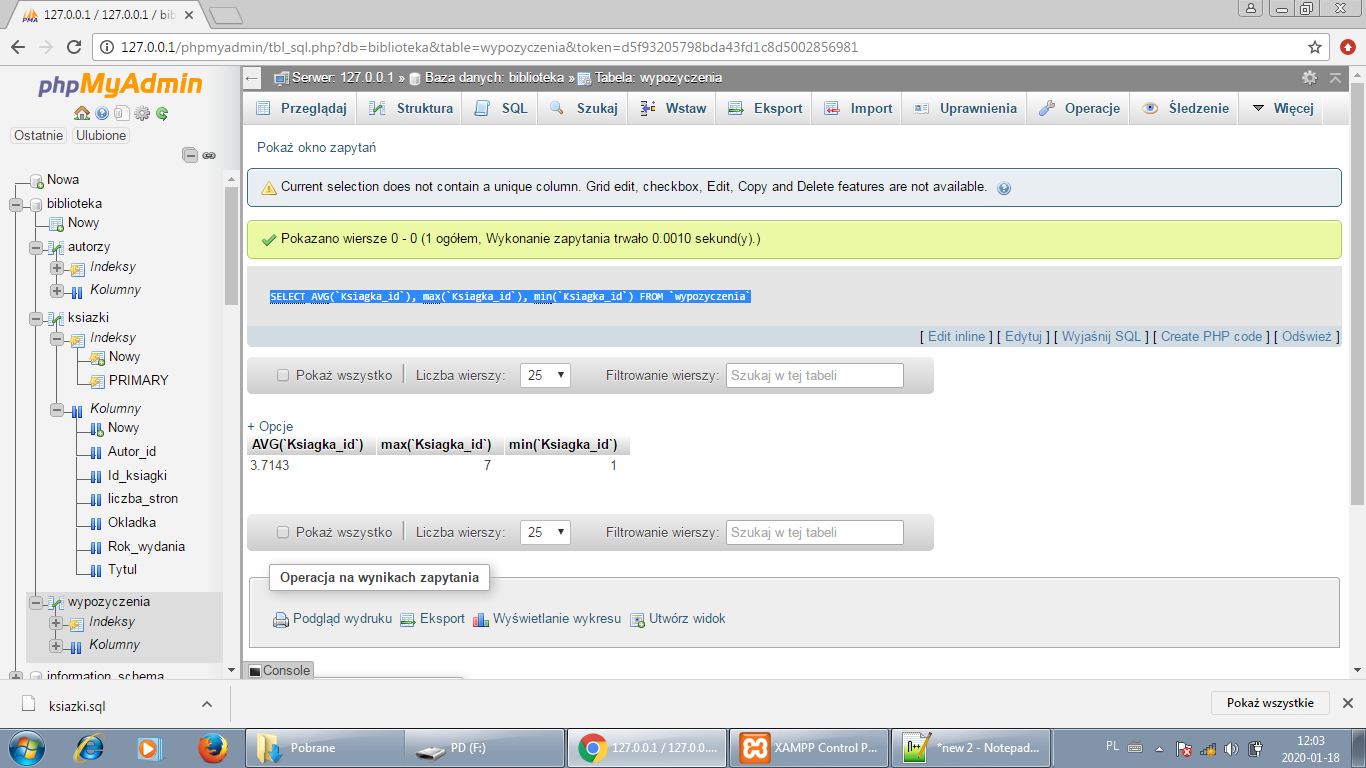 127.0.0.1 / 127.0.0.1 / bib
127.0.0.1/phpmyadmin/tbl_sql.php?db=biblioteka&table=wypozyczenia&token=d5f93205798bda43fd1c8d5002856981
phpMyAdmin
Ostatnie Ulubione
Nowa
biblioteka
Nowy
autorzy
Indeksy
Kolumny
ksiazki
Indeksy
Nowy
PRIMARY
Kolumny
Nowy
Autor_id
Id_ksiagki
liczba_stron
Okladka
Rok_wydania
Tytul
wypozyczenia
Indeksy
Kolumny
information_schema
Serwer: 127.0.0.1 » Baza danych: biblioteka » Tabela: wypozyczenia
Przeglądaj Struktura SQL Szukaj Wstaw Eksport Import Uprawnienia Operacje Śledzenie Więcej
Pokaż okno zapytań
Current selection does not contain a unique column. Grid edit, checkbox, Edit, Copy and Delete features are not available.
Pokazano wiersze 0 - 0 (1 ogółem, Wykonanie zapytania trwało 0.0010 sekund(y).)
SELECT AVG(`Ksiagka_id`), max(`Ksiagka_id`), min(`Ksiagka_id`) FROM `wypozyczenia`
[ Edit inline ] [ Edytuj ] [ Wyjaśnij SQL ] [ Create PHP code ] [ Odśwież ]
Pokaż wszystko Liczba wierszy: 25 Filtrowanie wierszy: Szukaj w tej tabeli
+ Opcje
AVG(`Ksiagka_id`) max(`Ksiagka_id`) min(`Ksiagka_id`)
3.7143 7 1
Pokaż wszystko Liczba wierszy: 25 Filtrowanie wierszy: Szukaj w tej tabeli
Operacja na wynikach zapytania
Podgląd wydruku Eksport Wyświetlanie wykresu Utwórz widok
Console
ksiazki.sql
Pokaż wszystkie
Pobrane PD (F:) 127.0.0.1 / 127.0.0.... XAMPP Control P... *new 2 - Notepad... PL 12:03
2020-01-18